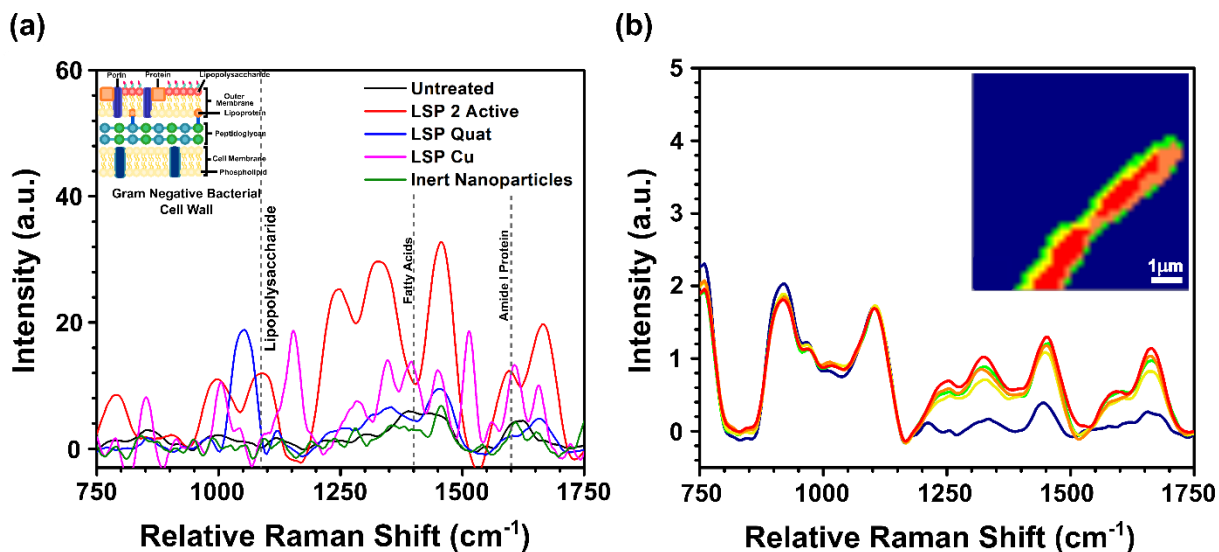 (a)
60
40
20
0
Intensity (a.u.)
750 1000 1250 1500 1750
Relative Raman Shift (cm⁻¹)
Porin Protein Lipopolysaccharide
Outer
Membrane
Lipoprotein
Peptidoglycan
Cell Membrane
Phospholipid
Gram Negative Bacterial
Cell Wall
Untreated
LSP 2 Active
LSP Quat
LSP Cu
Inert Nanoparticles
Lipopolysaccharide
Fatty Acids
Amide I Protein
(b)
5
4
3
2
1
0
Intensity (a.u.)
750 1000 1250 1500 1750
Relative Raman Shift (cm⁻¹)
1μm